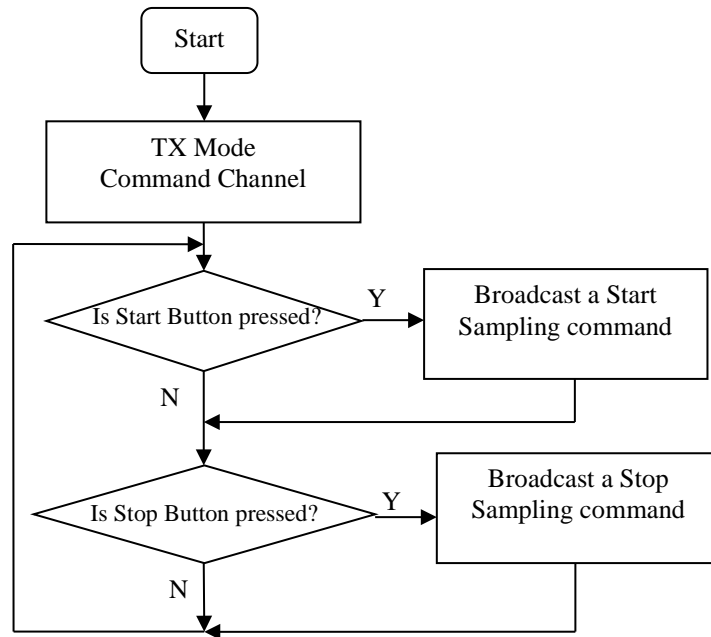 Start
TX Mode
Command Channel
Is Start Button pressed?
Y
Broadcast a Start
Sampling command
N
Is Stop Button pressed?
Y
Broadcast a Stop
Sampling command
N